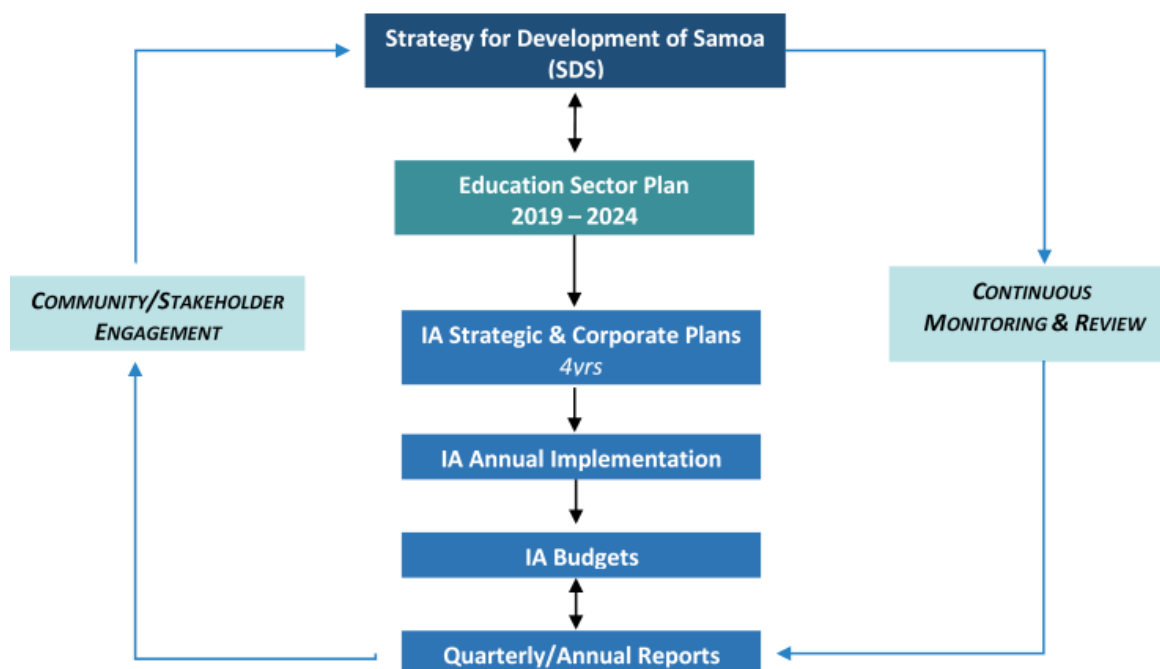 Strategy for Development of Samoa
(SDS)
Education Sector Plan
2019 – 2024
COMMUNITY/STAKEHOLDER
ENGAGEMENT
CONTINUOUS
MONITORING & REVIEW
IA Strategic & Corporate Plans
4yrs
IA Annual Implementation
IA Budgets
Quarterly/Annual Reports